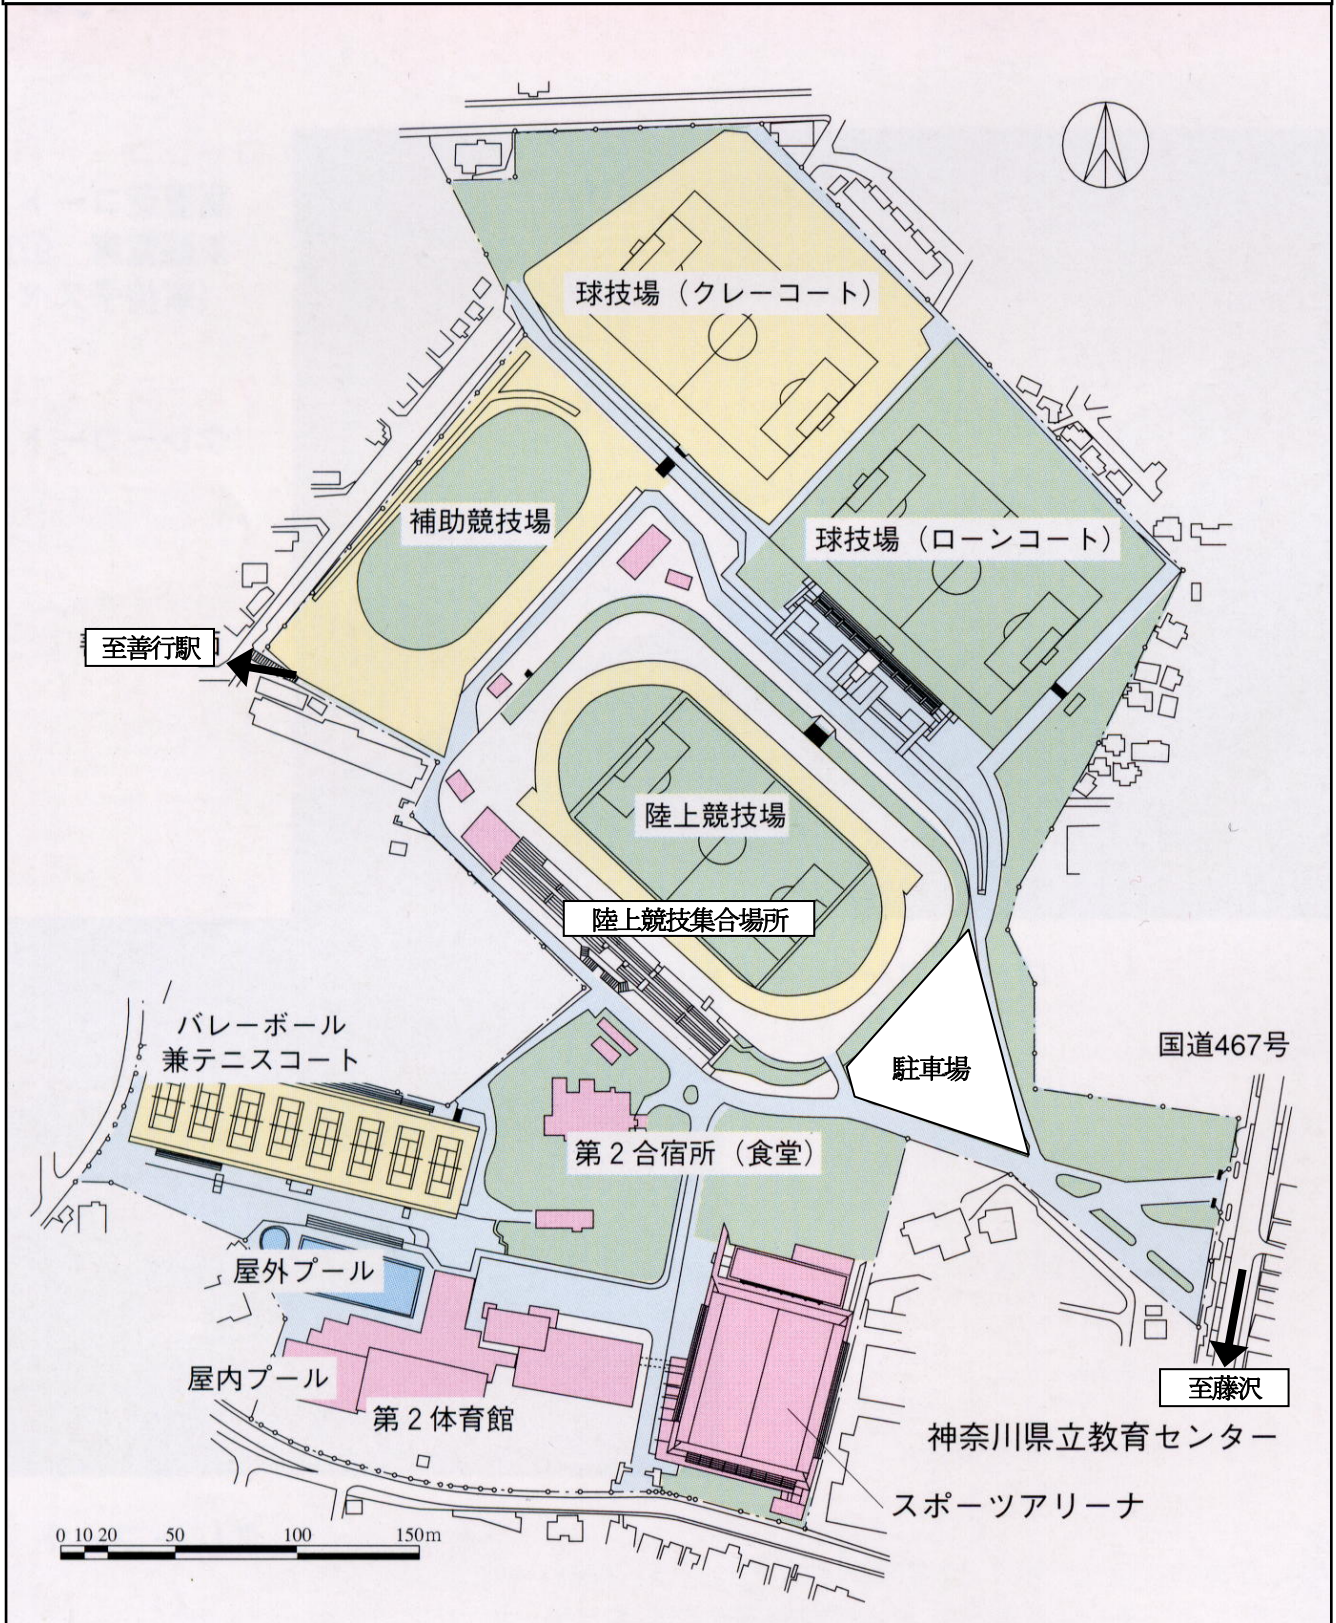 球技場（クレーコート）
補助競技場
球技場（ローンコート）
至善行駅
陸上競技場
陸上競技集合場所
バレーボール
兼テニスコート
国道467号
駐車場
第2合宿所（食堂）
屋外プール
屋内プール
第2体育館
至藤沢
神奈川県立教育センター
スポーツアリーナ
0 10 20 50 100 150m